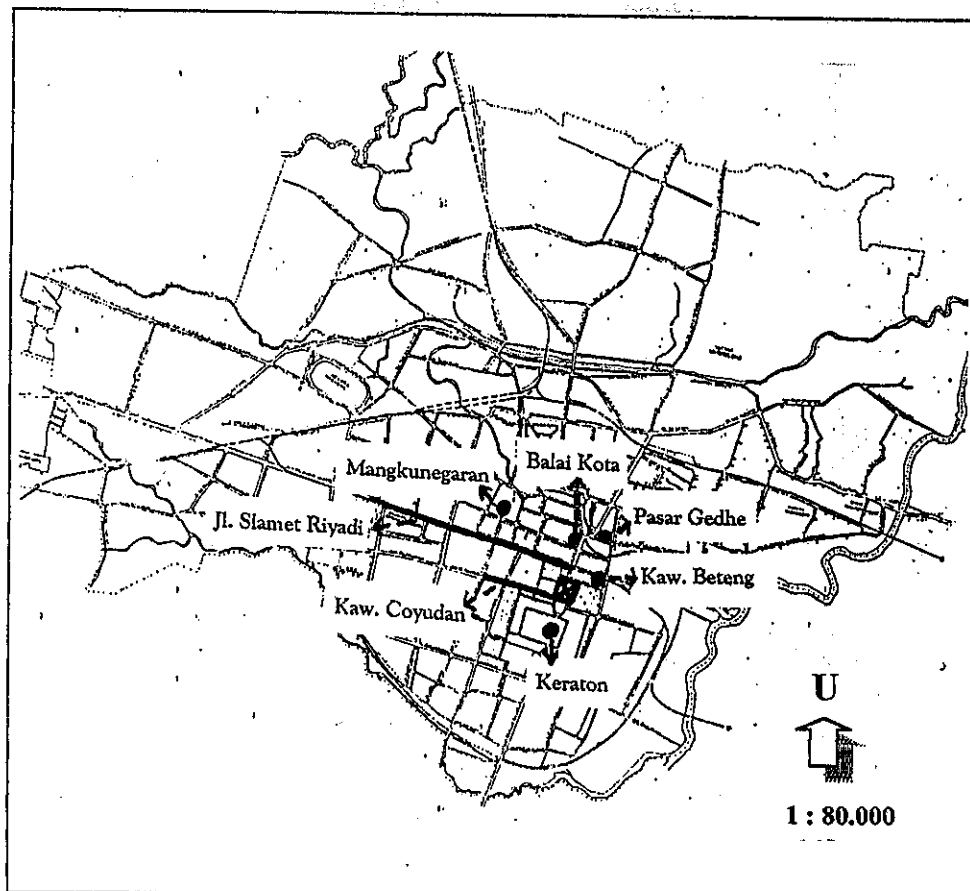 Mangkunegaran
Balai Kota
Jl. Slamet Riyadi
Pasar Gedhe
Kaw. Beteng
Kaw. Coyudan
Keraton
U
1 : 80.000